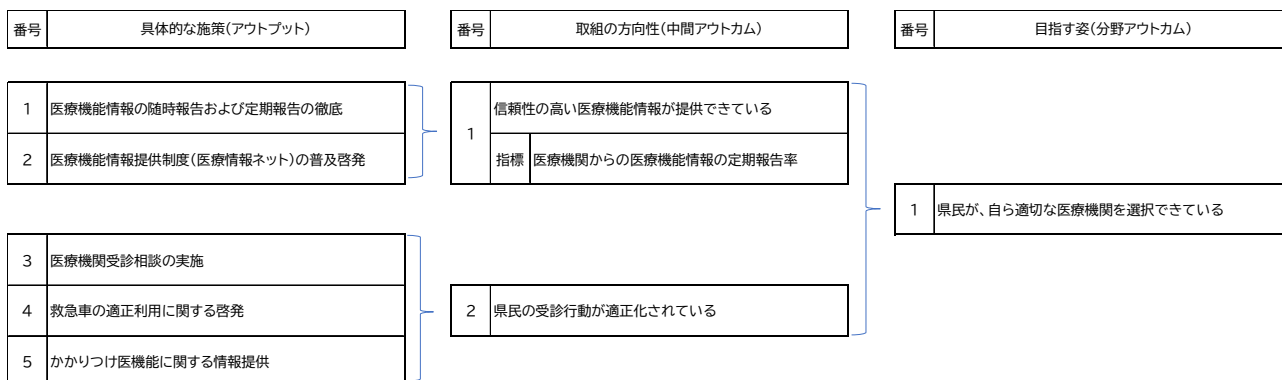 番号 具体的な施策(アウトプット) 番号 取組の方向性(中間アウトカム) 番号 目指す姿(分野アウトカム)
1 医療機能情報の随時報告および定期報告の徹底
2 医療機能情報提供制度(医療情報ネット)の普及啓発
1 信頼性の高い医療機能情報が提供できている
指標 医療機関からの医療機能情報の定期報告率
1 県民が、自ら適切な医療機関を選択できている
3 医療機関受診相談の実施
4 救急車の適正利用に関する啓発
5 かかりつけ医機能に関する情報提供
2 県民の受診行動が適正化されている